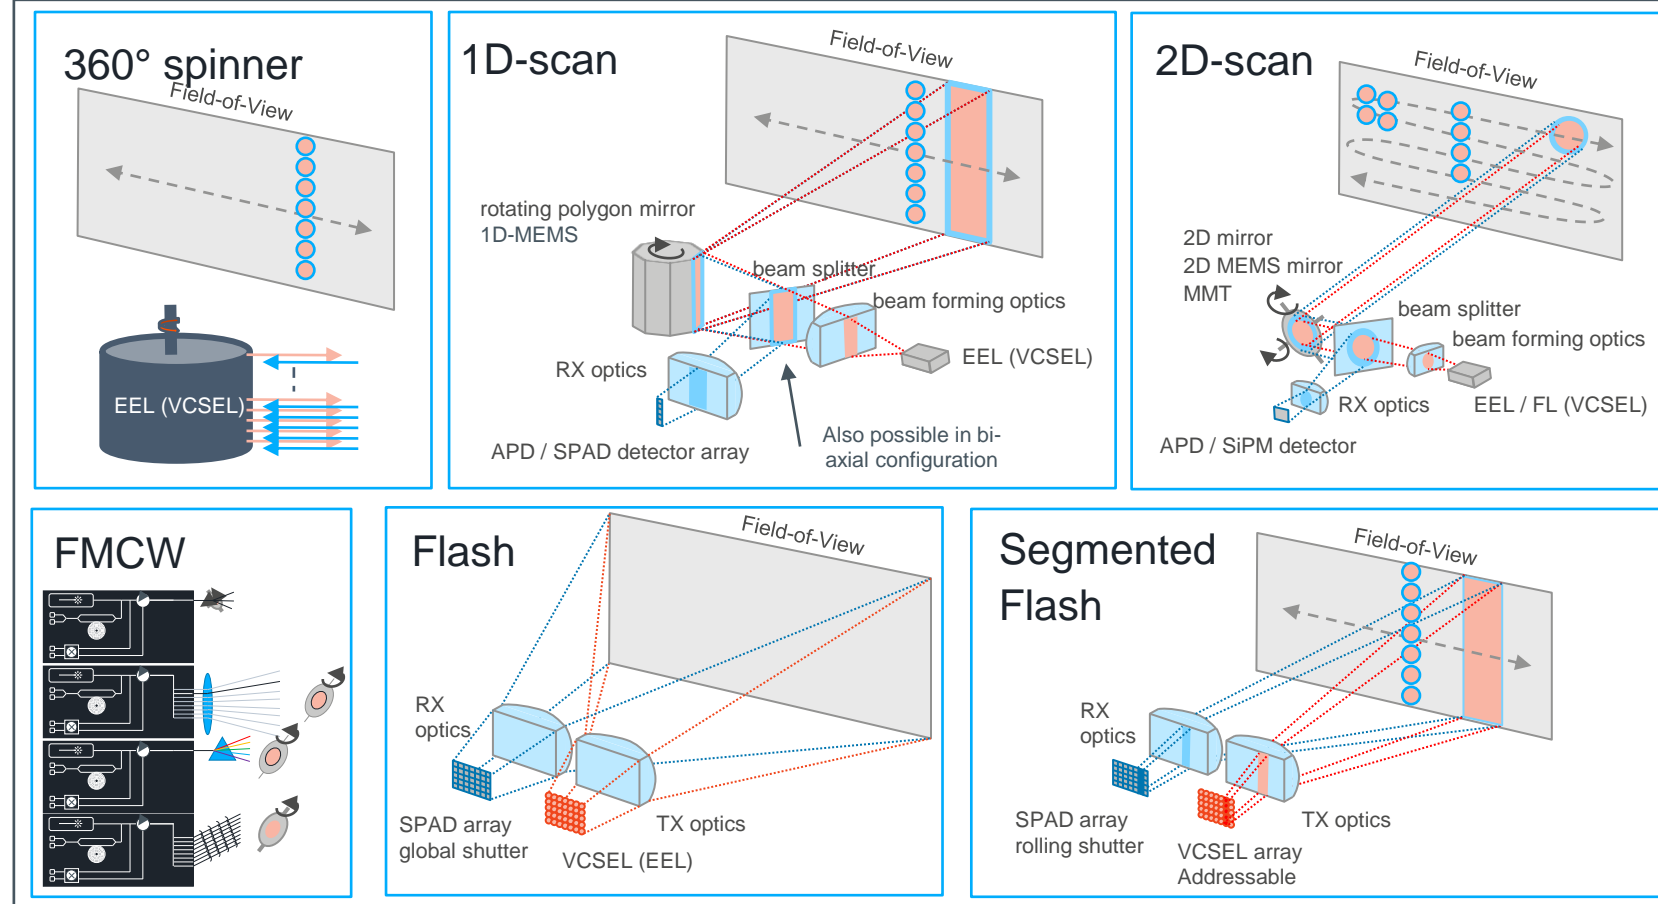 360° spinner
Field-of-View
EEL (VCSEL)
1D-scan
Field-of-View
rotating polygon mirror
1D-MEMS
beam splitter
beam forming optics
EEL (VCSEL)
RX optics
APD / SPAD detector array
Also possible in bi-
axial configuration
2D-scan
Field-of-View
2D mirror
2D MEMS mirror
MMT
beam splitter
beam forming optics
RX optics
EEL / FL (VCSEL)
APD / SiPM detector
FMCW
Flash
Field-of-View
RX
optics
SPAD array
global shutter
TX optics
VCSEL (EEL)
Segmented
Flash
Field-of-View
RX
optics
SPAD array
rolling shutter
TX optics
VCSEL array
Addressable